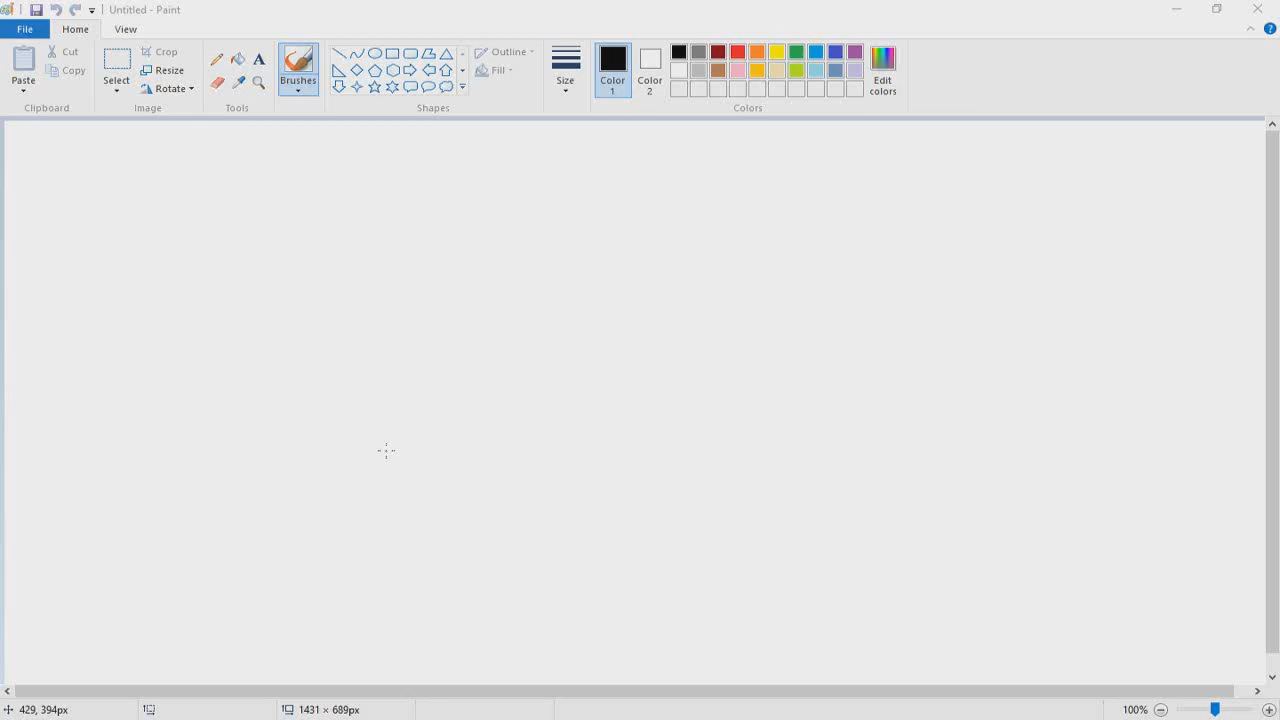 Untitled - Paint
File Home View
Paste
Cut
Copy
Clipboard
Select
Crop
Resize
Rotate
Image
A
Tools
Brushes
Shapes
Outline
Fill
Size
Color 1
Color 2
Edit colors
Colors
429, 394px
1431 × 689px
100%